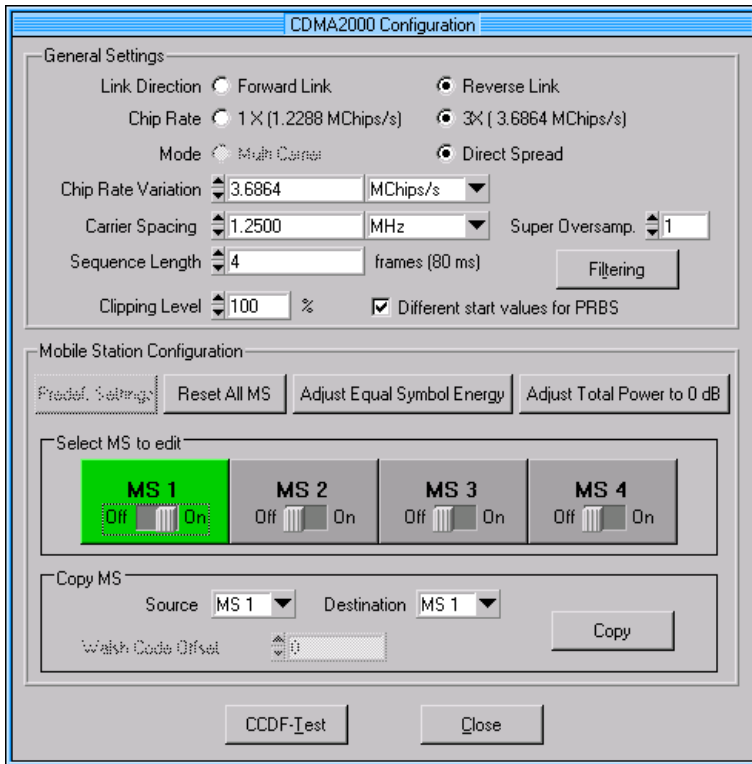 CDMA2000 Configuration
General Settings
Link Direction Forward Link Reverse Link
Chip Rate 1 X (1.2288 MChips/s) 3X ( 3.6864 MChips/s)
Mode Multi Carrier Direct Spread
Chip Rate Variation 3.6864 MChips/s
Carrier Spacing 1.2500 MHz Super Oversamp. 1
Sequence Length 4 frames (80 ms) Filtering
Clipping Level 100 % Different start values for PRBS
Mobile Station Configuration
Predef. Settings Reset All MS Adjust Equal Symbol Energy Adjust Total Power to 0 dB
Select MS to edit
MS 1 MS 2 MS 3 MS 4
Off On Off On Off On Off On
Copy MS
Source MS 1 Destination MS 1 Copy
Walsh Code Offset 0
CCDF-Test Close